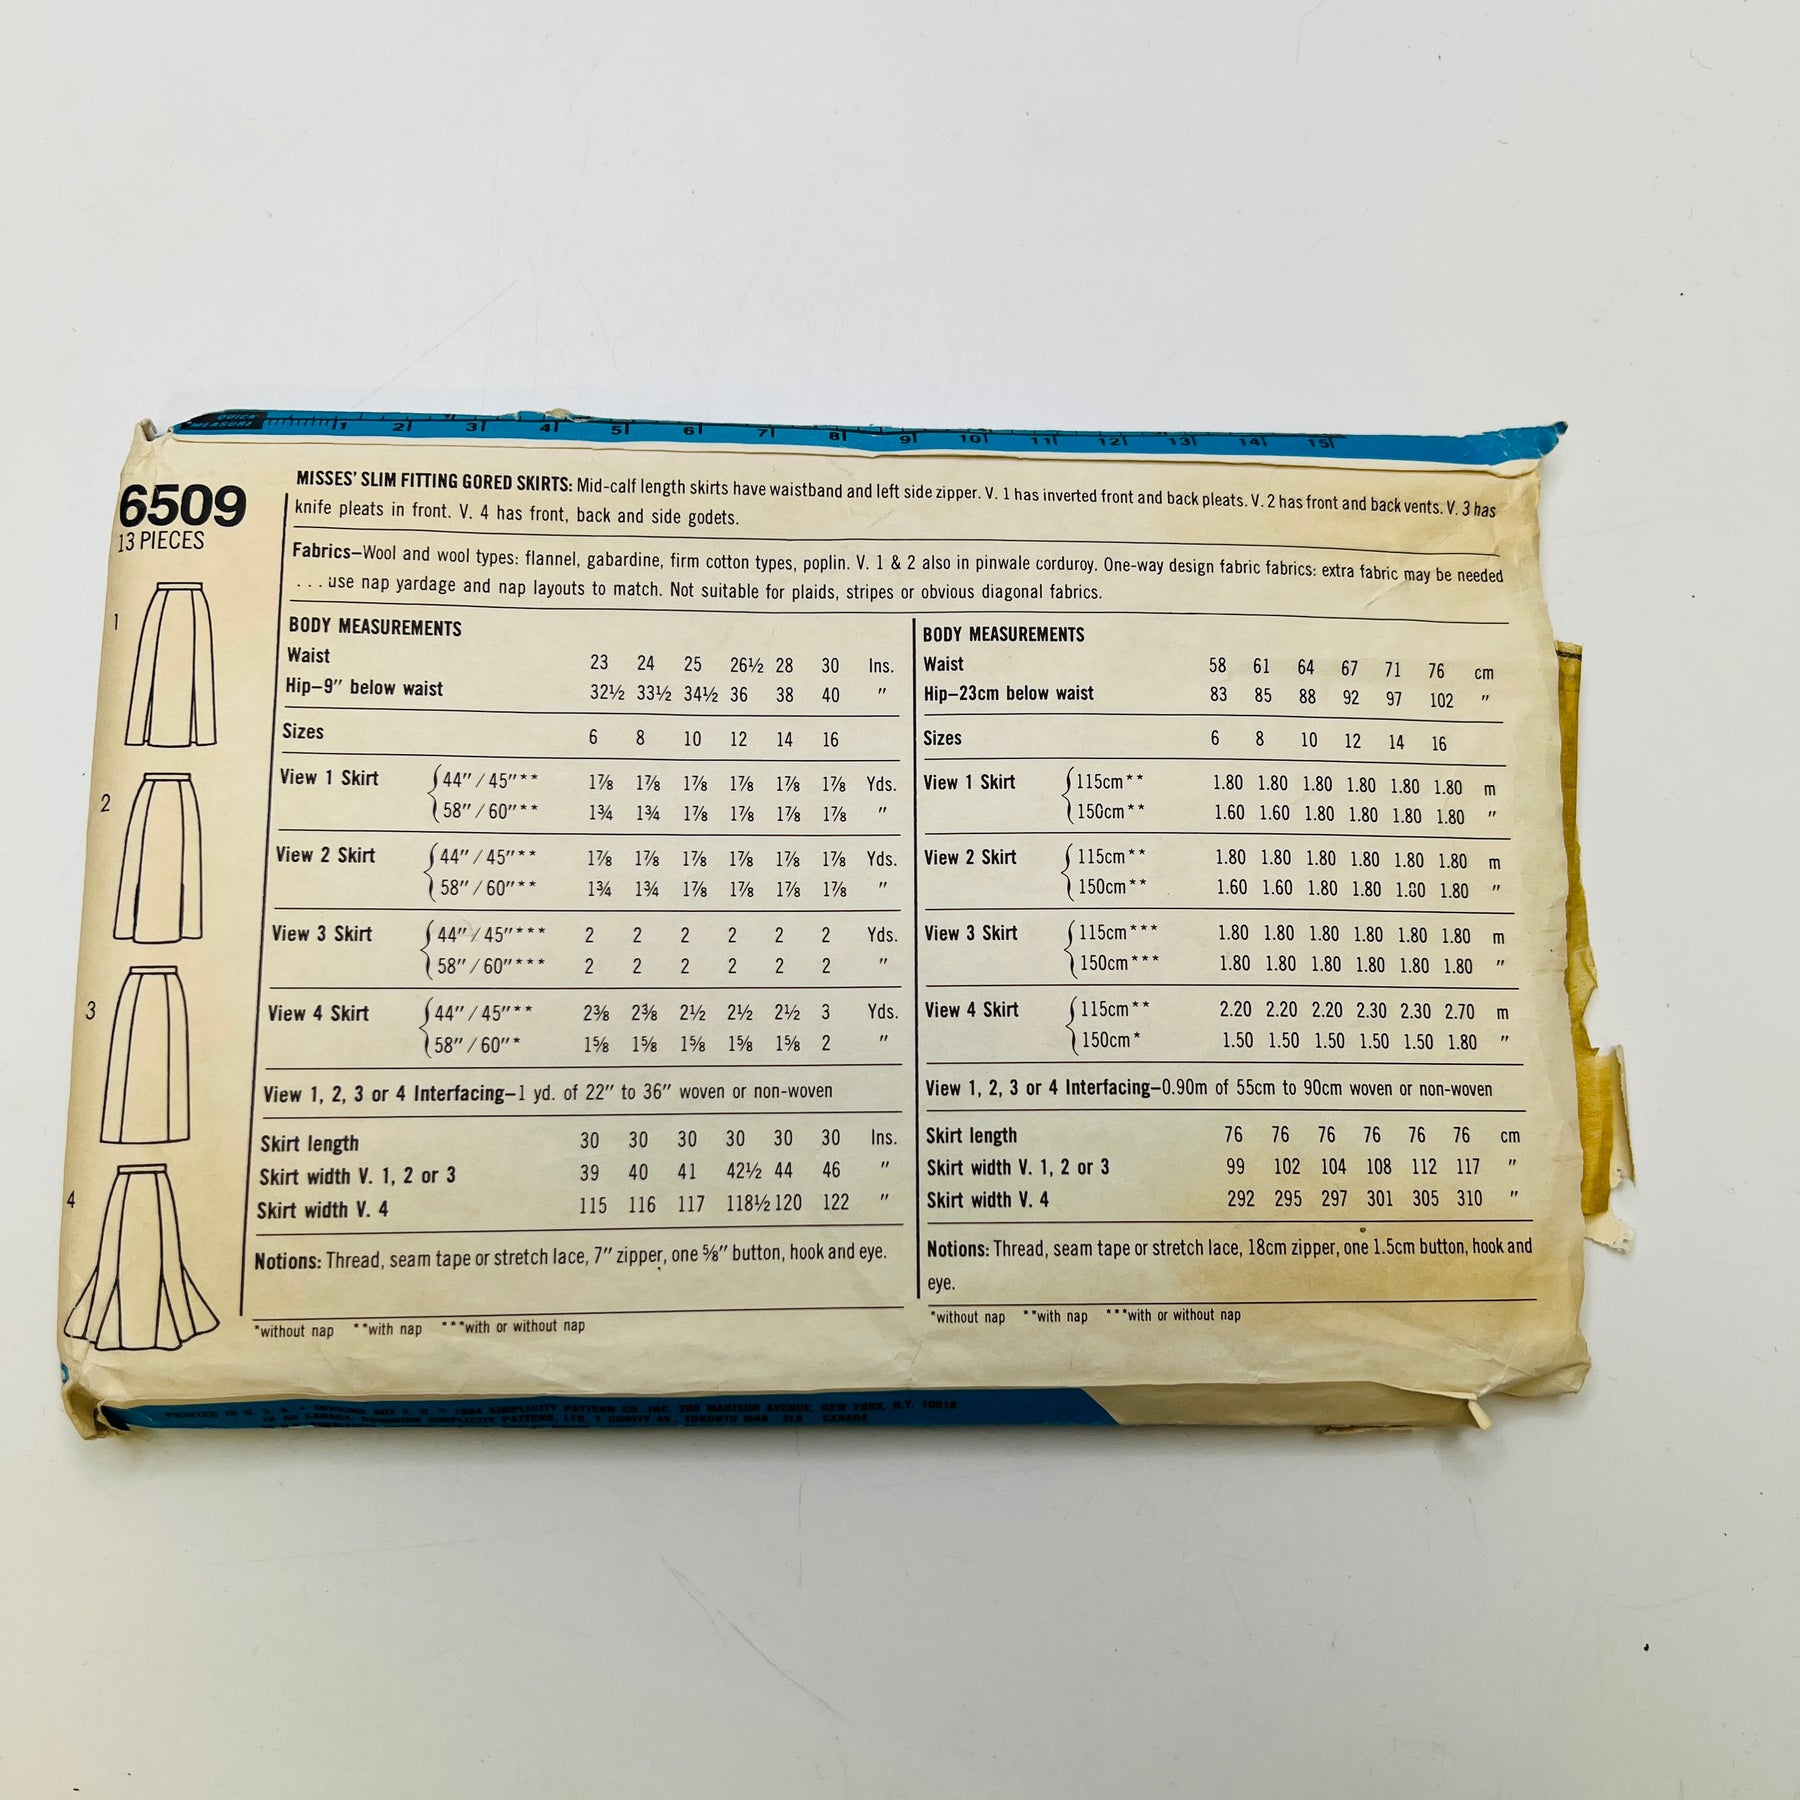 QUICK MEASURE 1 2 3 4 5 6 7 8 9 10 11 12 13 14 15
6509
13 PIECES
1
2
3
4
MISSES' SLIM FITTING GORED SKIRTS: Mid-calf length skirts have waistband and left side zipper. V. 1 has inverted front and back pleats. V. 2 has front and back vents. V. 3 has
knife pleats in front. V. 4 has front, back and side godets.
Fabrics–Wool and wool types: flannel, gabardine, firm cotton types, poplin. V. 1 & 2 also in pinwale corduroy. One-way design fabric fabrics: extra fabric may be needed
...use nap yardage and nap layouts to match. Not suitable for plaids, stripes or obvious diagonal fabrics.
BODY MEASUREMENTS
Waist 23 24 25 26½ 28 30 Ins.
Hip–9" below waist 32½ 33½ 34½ 36 38 40 "
Sizes 6 8 10 12 14 16
View 1 Skirt 44"/45"** 1⅞ 1⅞ 1⅞ 1⅞ 1⅞ 1⅞ Yds.
58"/60"** 1¾ 1¾ 1⅞ 1⅞ 1⅞ 1⅞ "
View 2 Skirt 44"/45"** 1⅞ 1⅞ 1⅞ 1⅞ 1⅞ 1⅞ Yds.
58"/60"** 1¾ 1¾ 1⅞ 1⅞ 1⅞ 1⅞ "
View 3 Skirt 44"/45"*** 2 2 2 2 2 2 Yds.
58"/60"*** 2 2 2 2 2 2 "
View 4 Skirt 44"/45"** 2⅜ 2⅜ 2½ 2½ 2½ 3 Yds.
58"/60"* 1⅝ 1⅝ 1⅝ 1⅝ 1⅝ 2 "
View 1, 2, 3 or 4 Interfacing–1 yd. of 22" to 36" woven or non-woven
Skirt length 30 30 30 30 30 30 Ins.
Skirt width V. 1, 2 or 3 39 40 41 42½ 44 46 "
Skirt width V. 4 115 116 117 118½ 120 122 "
Notions: Thread, seam tape or stretch lace, 7" zipper, one ⅝" button, hook and eye.
*without nap **with nap ***with or without nap
BODY MEASUREMENTS
Waist 58 61 64 67 71 76 cm
Hip–23cm below waist 83 85 88 92 97 102 "
Sizes 6 8 10 12 14 16
View 1 Skirt 115cm** 1.80 1.80 1.80 1.80 1.80 1.80 m
150cm** 1.60 1.60 1.80 1.80 1.80 1.80 "
View 2 Skirt 115cm** 1.80 1.80 1.80 1.80 1.80 1.80 m
150cm** 1.60 1.60 1.80 1.80 1.80 1.80 "
View 3 Skirt 115cm*** 1.80 1.80 1.80 1.80 1.80 1.80 m
150cm*** 1.80 1.80 1.80 1.80 1.80 1.80 "
View 4 Skirt 115cm** 2.20 2.20 2.20 2.30 2.30 2.70 m
150cm* 1.50 1.50 1.50 1.50 1.50 1.80 "
View 1, 2, 3 or 4 Interfacing–0.90m of 55cm to 90cm woven or non-woven
Skirt length 76 76 76 76 76 76 cm
Skirt width V. 1, 2 or 3 99 102 104 108 112 117 "
Skirt width V. 4 292 295 297 301 305 310 "
Notions: Thread, seam tape or stretch lace, 18cm zipper, one 1.5cm button, hook and
eye.
*without nap **with nap ***with or without nap
PRINTED IN U. S. A. - IMPRIME AUX E. U. © 1984 SIMPLICITY PATTERN CO. INC. 200 MADISON AVENUE, NEW YORK, N.Y. 10016
IN CANADA, DOMINION SIMPLICITY PATTERN, LTD. 7 CURITY AV., TORONTO CANADA